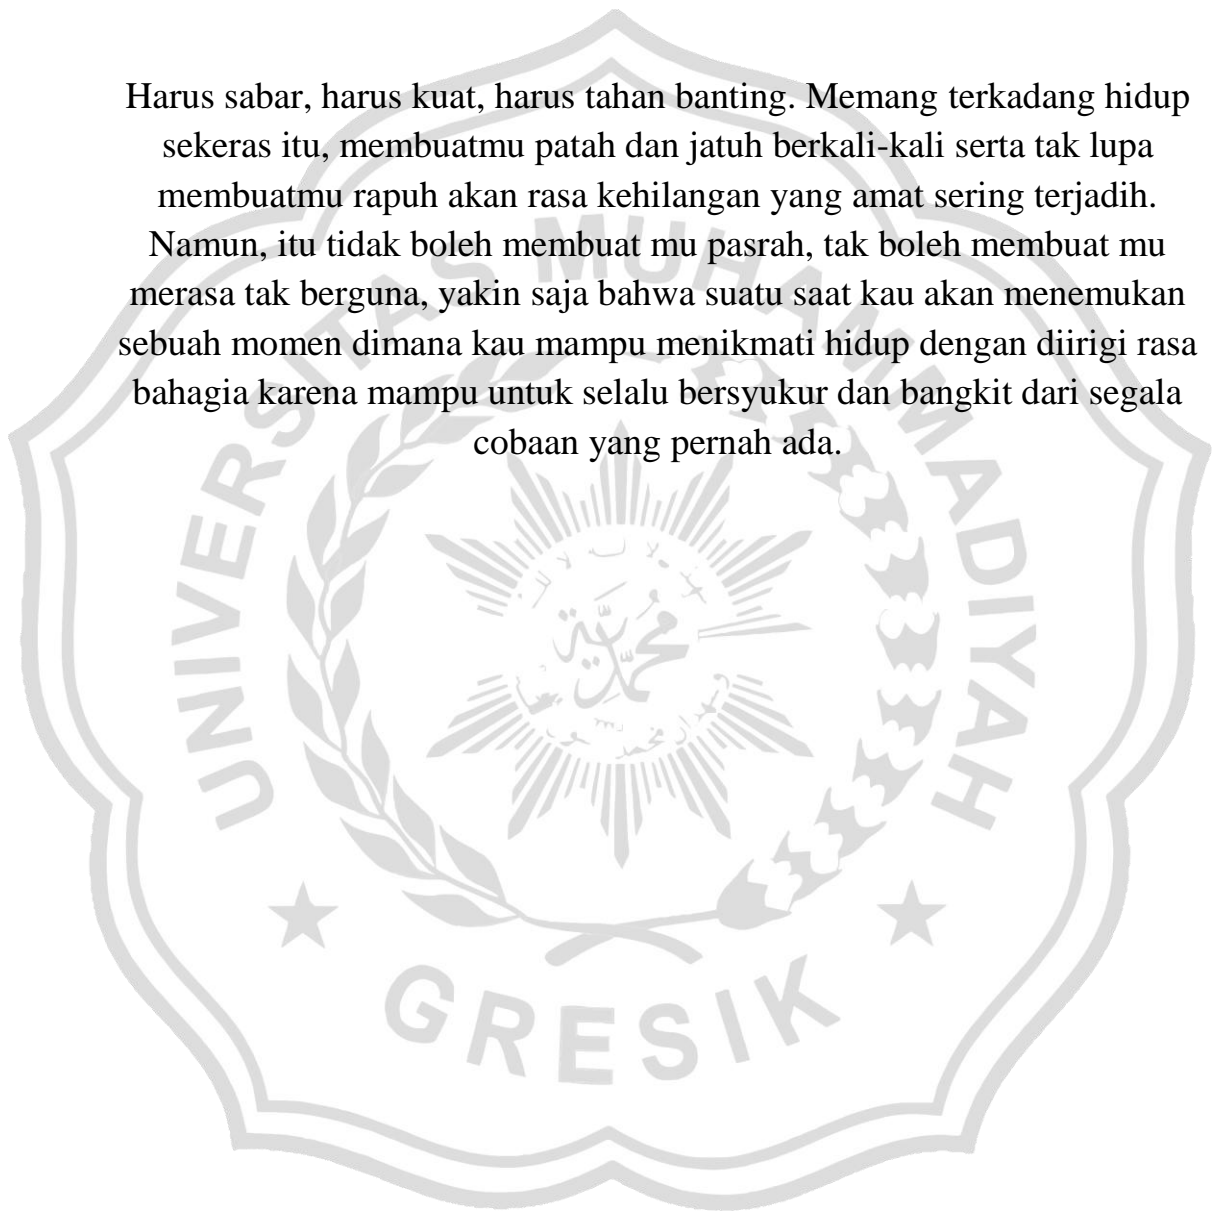 Harus sabar, harus kuat, harus tahan banting. Memang terkadang hidup
sekeras itu, membuatmu patah dan jatuh berkali-kali serta tak lupa
membuatmu rapuh akan rasa kehilangan yang amat sering terjadih.
Namun, itu tidak boleh membuat mu pasrah, tak boleh membuat mu
merasa tak berguna, yakin saja bahwa suatu saat kau akan menemukan
sebuah momen dimana kau mampu menikmati hidup dengan diirigi rasa
bahagia karena mampu untuk selalu bersyukur dan bangkit dari segala
cobaan yang pernah ada.
UNIVERSITAS MUHAMMADIYAH
GRESIK